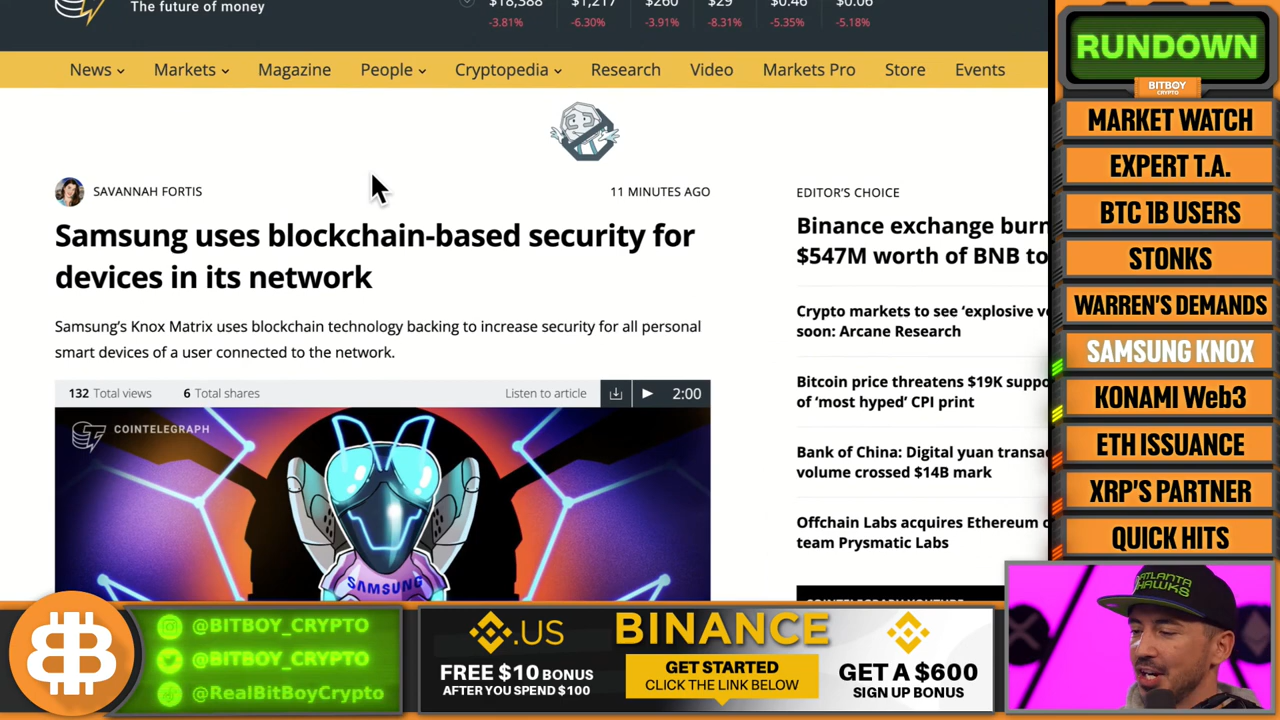 The future of money
$18,388 $1,217 $260 $29 $0.46 $0.06
-3.81% -6.30% -3.91% -8.31% -5.35% -5.18%
News Markets Magazine People Cryptopedia Research Video Markets Pro Store Events
SAVANNAH FORTIS
11 MINUTES AGO
Samsung uses blockchain-based security for
devices in its network
Samsung's Knox Matrix uses blockchain technology backing to increase security for all personal
smart devices of a user connected to the network.
132 Total views 6 Total shares Listen to article 2:00
COINTELEGRAPH
SAMSUNG
EDITOR'S CHOICE
Binance exchange burn
$547M worth of BNB to
Crypto markets to see 'explosive
soon: Arcane Research
Bitcoin price threatens $19K suppo
of 'most hyped' CPI print
Bank of China: Digital yuan transa
volume crossed $14B mark
Offchain Labs acquires Ethereum
team Prysmatic Labs
COINTELEGRAPH YOUTUBE
RUNDOWN
BITBOY
CRYPTO
MARKET WATCH
EXPERT T.A.
BTC 1B USERS
STONKS
WARREN'S DEMANDS
SAMSUNG KNOX
KONAMI Web3
ETH ISSUANCE
XRP'S PARTNER
QUICK HITS
ATLANTA
HAWKS
@BITBOY_CRYPTO
@BITBOY_CRYPTO
@RealBitBoyCrypto
.US
FREE $10 BONUS
AFTER YOU SPEND $100
BINANCE
GET STARTED
CLICK THE LINK BELOW
GET A $600
SIGN UP BONUS